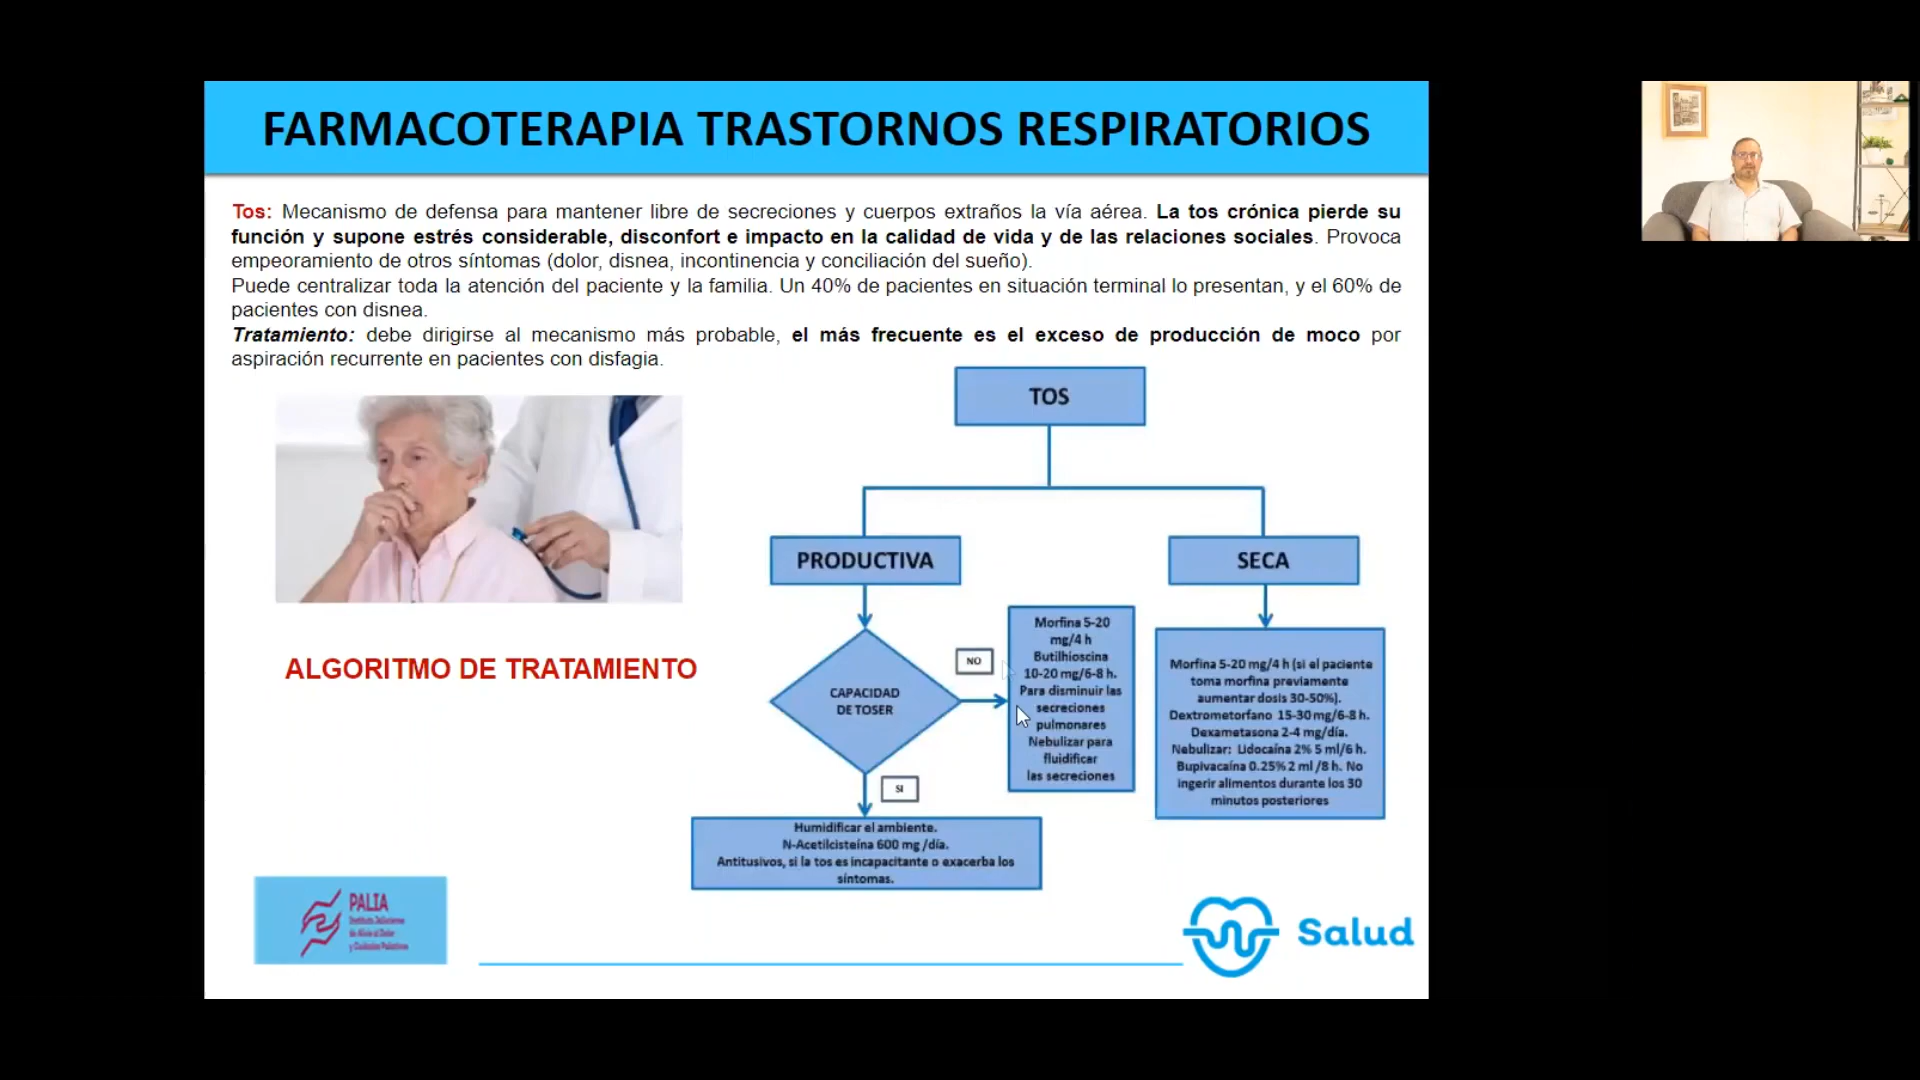 FARMACOTERAPIA TRASTORNOS RESPIRATORIOS
Tos: Mecanismo de defensa para mantener libre de secreciones y cuerpos extraños la vía aérea. La tos crónica pierde su
función y supone estrés considerable, disconfort e impacto en la calidad de vida y de las relaciones sociales. Provoca
empeoramiento de otros síntomas (dolor, disnea, incontinencia y conciliación del sueño).
Puede centralizar toda la atención del paciente y la familia. Un 40% de pacientes en situación terminal lo presentan, y el 60% de
pacientes con disnea.
Tratamiento: debe dirigirse al mecanismo más probable, el más frecuente es el exceso de producción de moco por
aspiración recurrente en pacientes con disfagia.
TOS
PRODUCTIVA
SECA
CAPACIDAD
DE TOSER
NO
Morfina 5-20
mg/4 h
Butilhioscina
10-20 mg/6-8 h.
Para disminuir las
secreciones
pulmonares
Nebulizar para
fluidificar
las secreciones
Morfina 5-20 mg/4 h (si el paciente
toma morfina previamente
aumentar dosis 30-50%).
Dextrometorfano 15-30 mg/6-8 h.
Dexametasona 2-4 mg/día.
Nebulizar: Lidocaína 2% 5 ml/6 h.
Bupivacaína 0.25% 2 ml /8 h. No
ingerir alimentos durante los 30
minutos posteriores
ALGORITMO DE TRATAMIENTO
SI
Humidificar el ambiente.
N-Acetilcisteína 600 mg /día.
Antitusivos, si la tos es incapacitante o exacerba los
síntomas.
PALIA
Instituto Jalisciense
de Alivio al Dolor
y Cuidados Paliativos
Salud